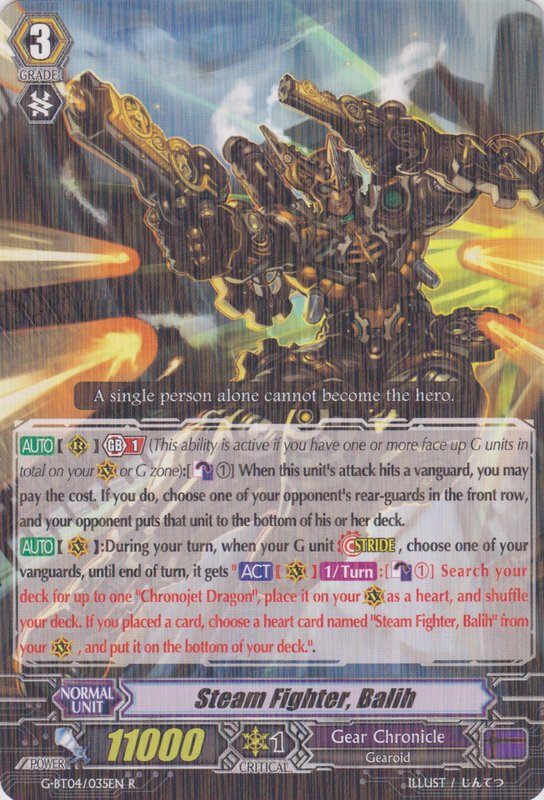 3
GRADE
A single person alone cannot become the hero.
AUTO 【 R 】 GB 1 (This ability is active if you have one or more face up G units in
total on your V or G zone):[ ①] When this unit's attack hits a vanguard, you may
pay the cost. If you do, choose one of your opponent's rear-guards in the front row,
and your opponent puts that unit to the bottom of his or her deck.
AUTO 【 V 】:During your turn, when your G unit STRIDE, choose one of your
vanguards, until end of turn, it gets "ACT 【 V 】 1/Turn :[ ①] Search your
deck for up to one "Chronojet Dragon", place it on your V as a heart, and shuffle
your deck. If you placed a card, choose a heart card named "Steam Fighter, Balih" from
your V, and put it on the bottom of your deck.".
NORMAL
UNIT
Steam Fighter, Balih
POWER
11000
1
CRITICAL
Gear Chronicle
Gearoid
G-BT04/035EN R
ILLUST / じんてつ